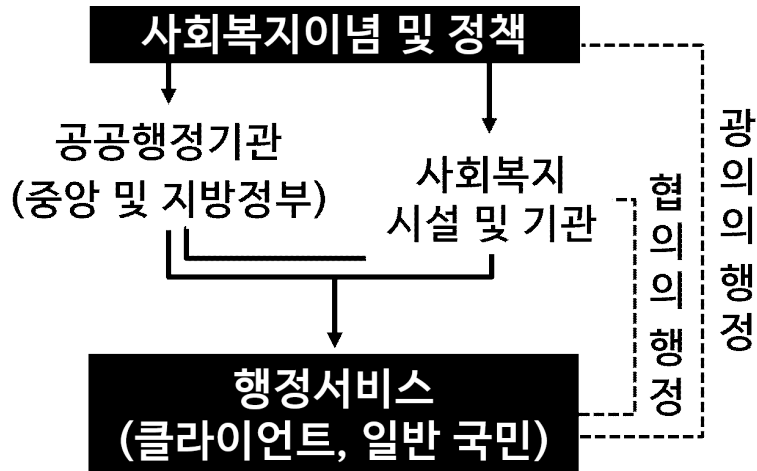 사회복지이념 및 정책
공공행정기관
(중앙 및 지방정부)
사회복지
시설 및 기관
협의의 행정
광의의 행정
행정서비스
(클라이언트, 일반 국민)